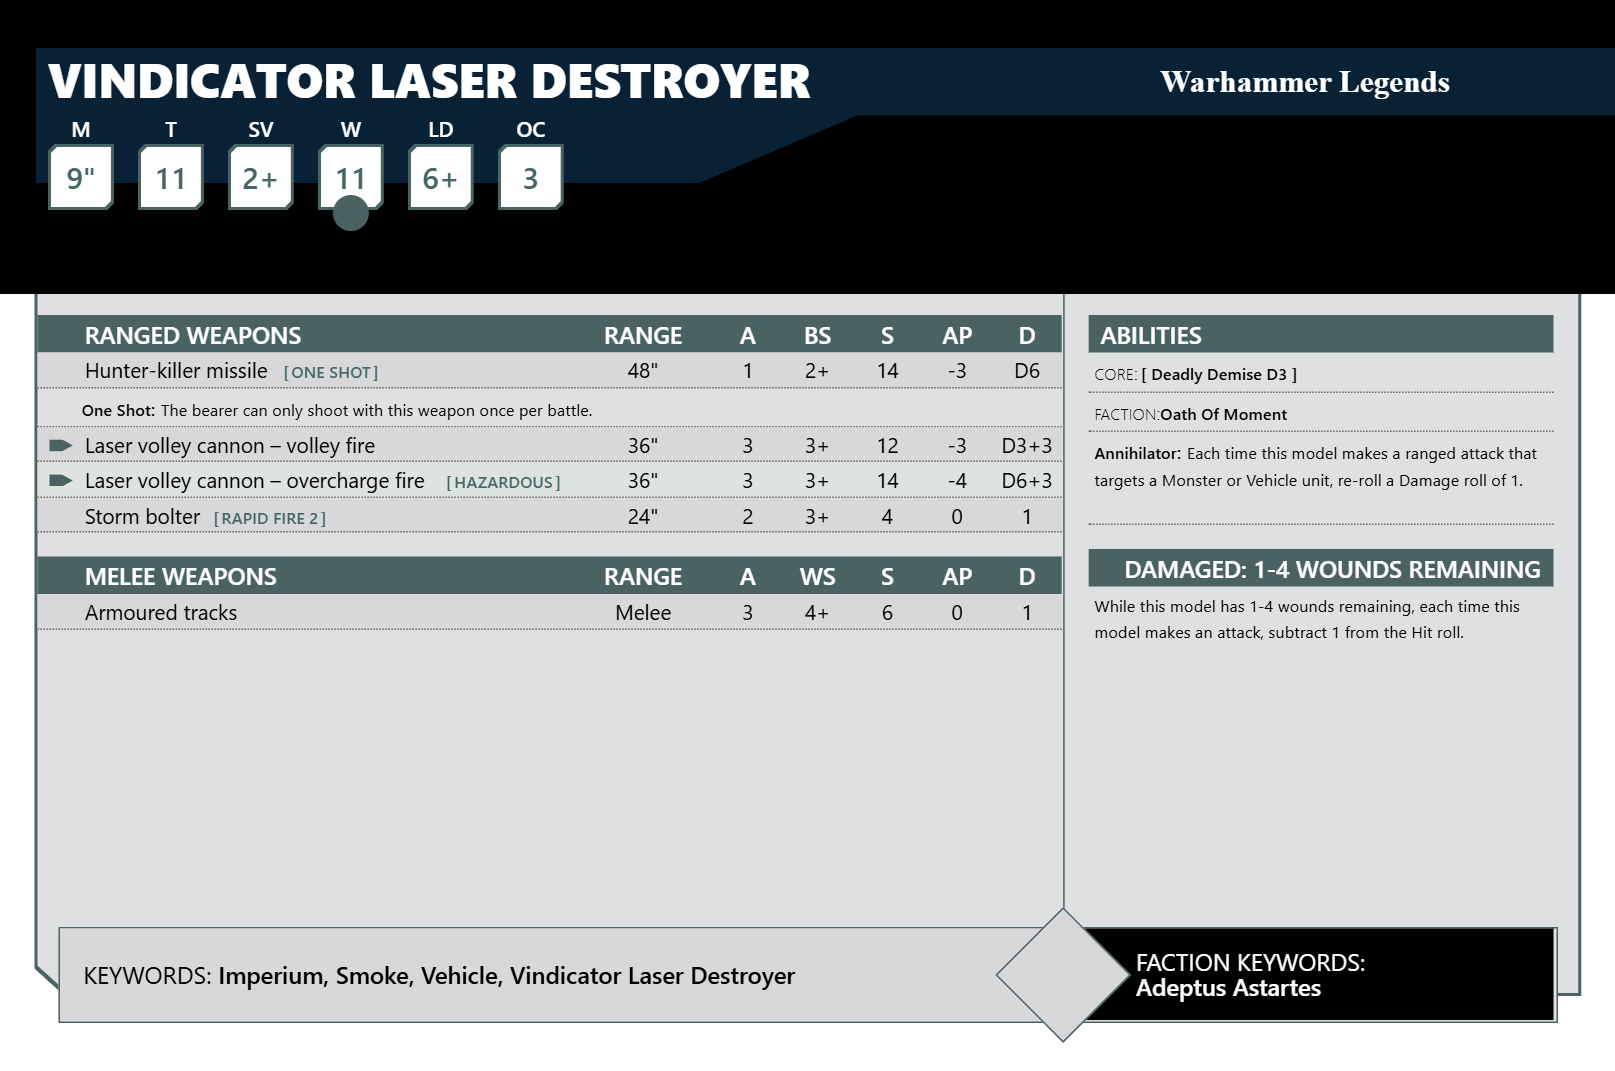 VINDICATOR LASER DESTROYER
Warhammer Legends
M T SV W LD OC
9" 11 2+ 11 6+ 3
RANGED WEAPONS RANGE A BS S AP D
Hunter-killer missile [ONE SHOT] 48" 1 2+ 14 -3 D6
One Shot: The bearer can only shoot with this weapon once per battle.
Laser volley cannon – volley fire 36" 3 3+ 12 -3 D3+3
Laser volley cannon – overcharge fire [HAZARDOUS] 36" 3 3+ 14 -4 D6+3
Storm bolter [RAPID FIRE 2] 24" 2 3+ 4 0 1
MELEE WEAPONS RANGE A WS S AP D
Armoured tracks Melee 3 4+ 6 0 1
ABILITIES
CORE: [ Deadly Demise D3 ]
FACTION:Oath Of Moment
Annihilator: Each time this model makes a ranged attack that
targets a Monster or Vehicle unit, re-roll a Damage roll of 1.
DAMAGED: 1-4 WOUNDS REMAINING
While this model has 1-4 wounds remaining, each time this
model makes an attack, subtract 1 from the Hit roll.
KEYWORDS: Imperium, Smoke, Vehicle, Vindicator Laser Destroyer
FACTION KEYWORDS:
Adeptus Astartes